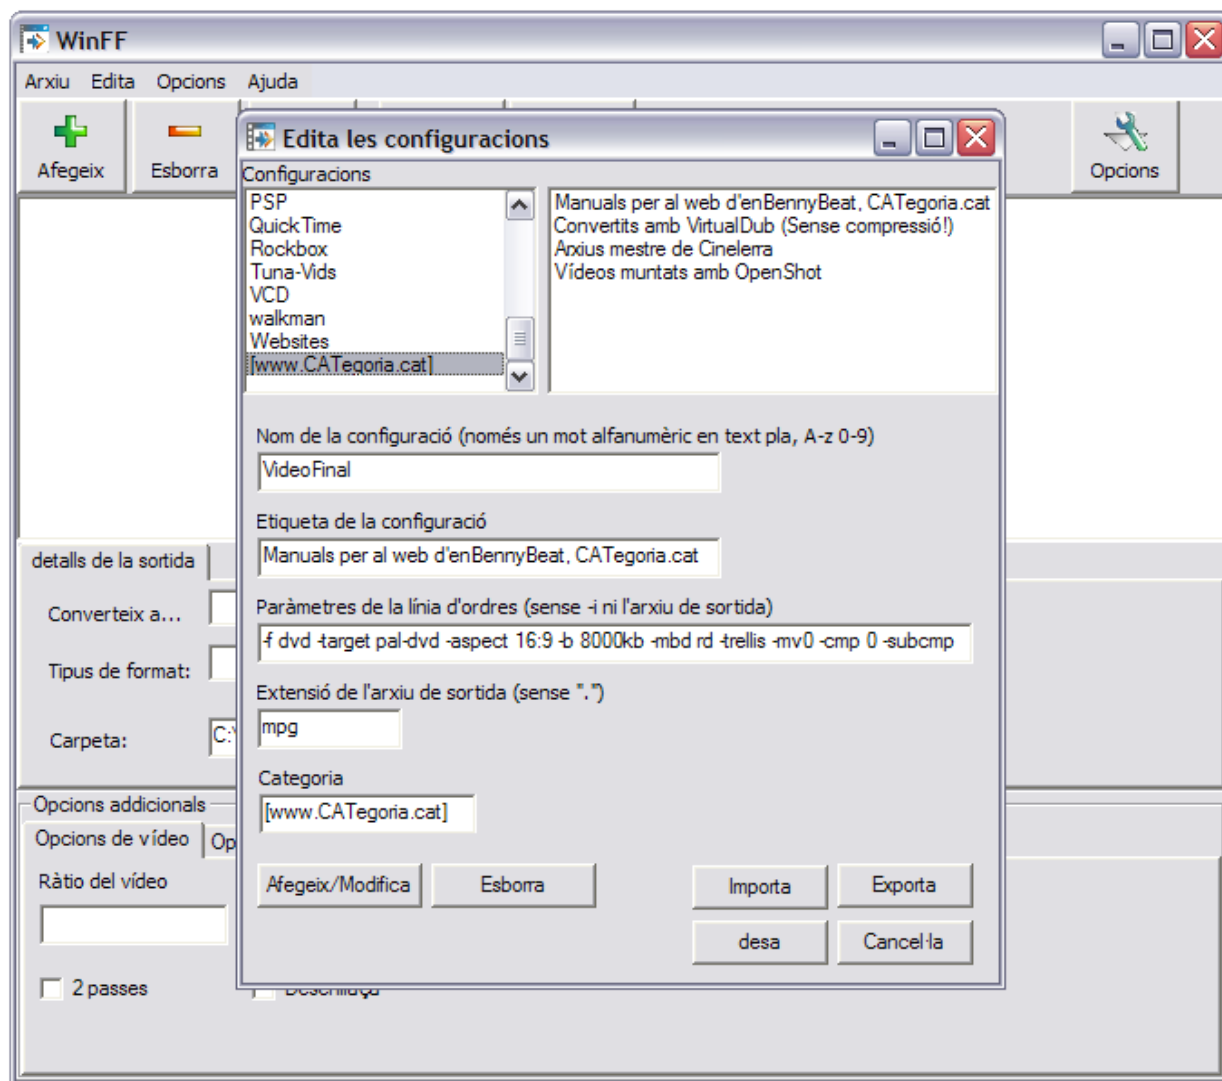 WinFF
Arxiu Edita Opcions Ajuda
Afegeix Esborra Opcions
Edita les configuracions
Configuracions
PSP
QuickTime
Rockbox
Tuna-Vids
VCD
walkman
Websites
[www.CATegoria.cat]
Manuals per al web d'enBennyBeat, CATegoria.cat
Convertits amb VirtualDub (Sense compressió!)
Arxius mestre de Cinelerra
Vídeos muntats amb OpenShot
Nom de la configuració (només un mot alfanumèric en text pla, A-z 0-9)
VideoFinal
Etiqueta de la configuració
Manuals per al web d'enBennyBeat, CATegoria.cat
Paràmetres de la línia d'ordres (sense -i ni l'arxiu de sortida)
-f dvd -target pal-dvd -aspect 16:9 -b 8000kb -mbd rd -trellis -mv0 -cmp 0 -subcmp
Extensió de l'arxiu de sortida (sense ".")
mpg
Categoria
[www.CATegoria.cat]
Afegeix/Modifica Esborra Importa Exporta
desa Cancel·la
detalls de la sortida
Converteix a...
Tipus de format:
Carpeta: C:\
Opcions addicionals
Opcions de vídeo Op
Ràtio del vídeo
2 passes